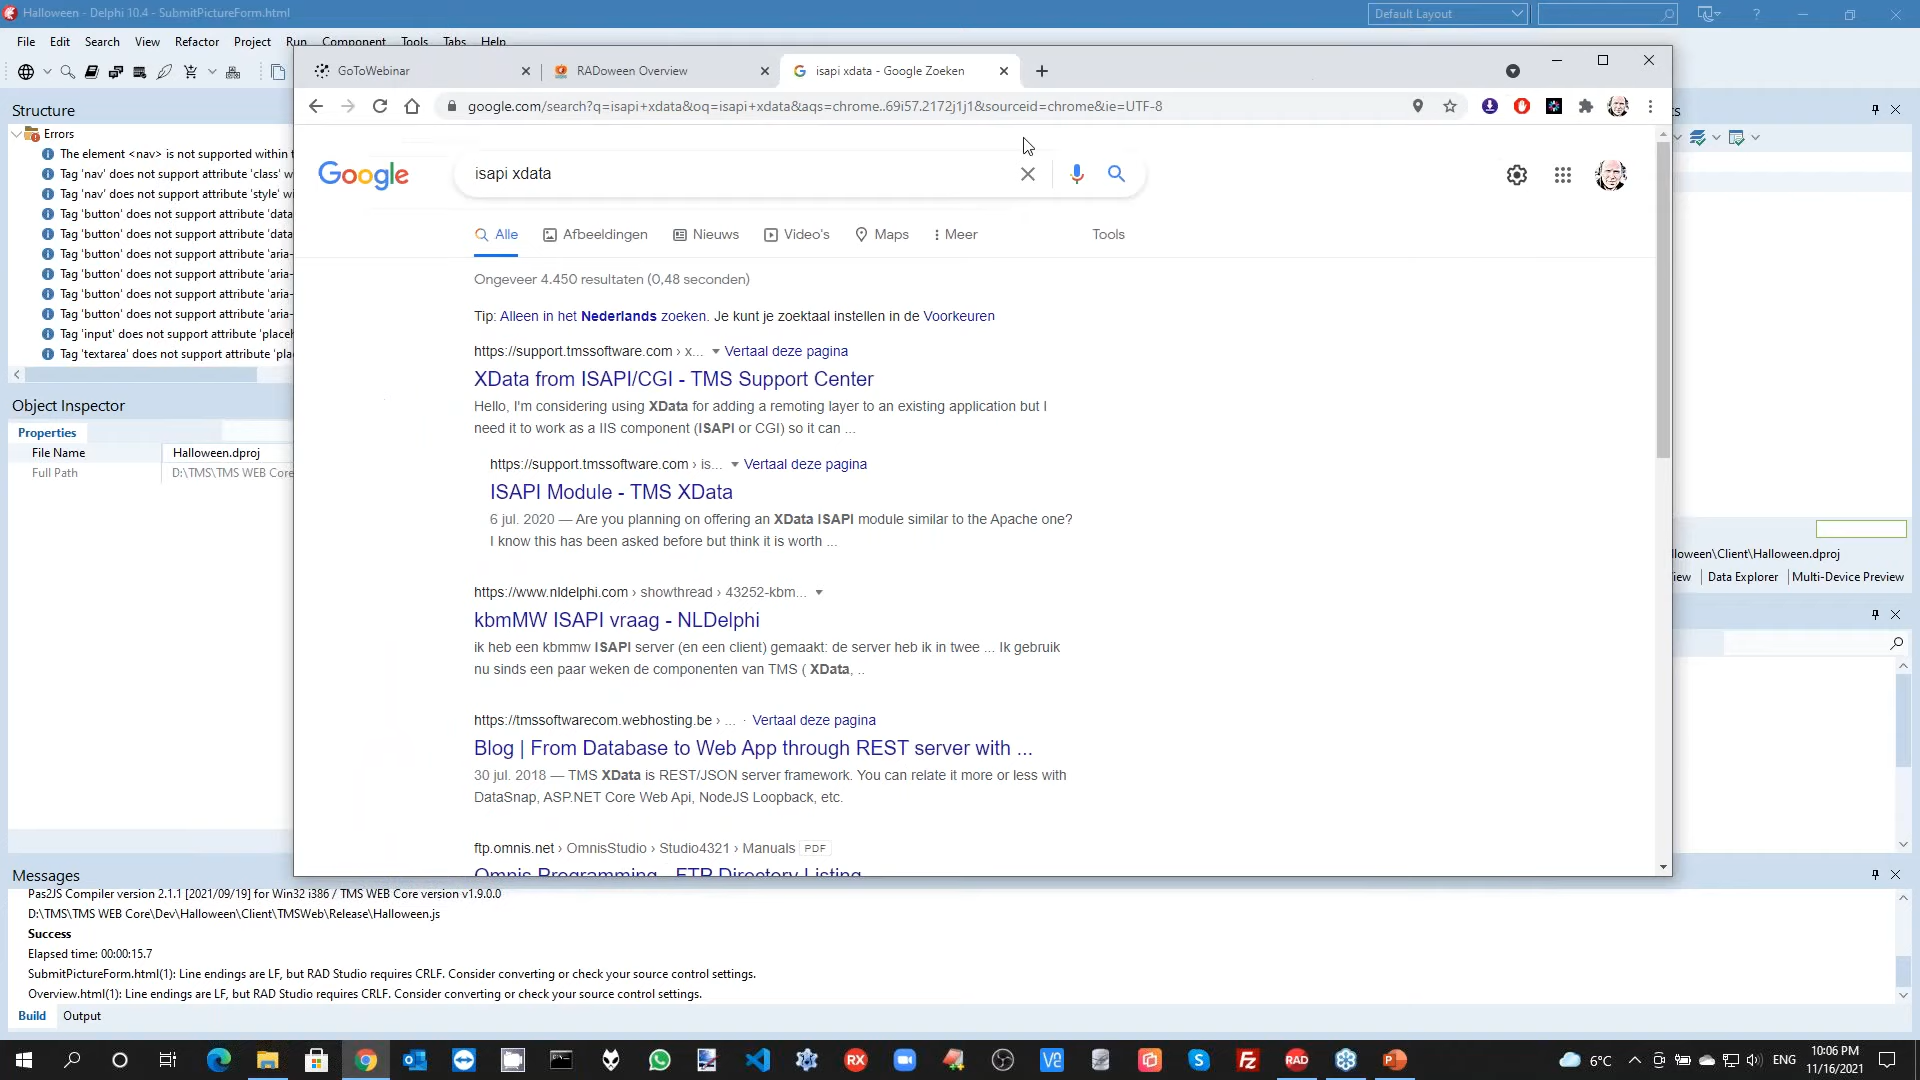 Halloween - Delphi 10.4 - SubmitPictureForm.html
Default Layout
File Edit Search View Refactor Project Run Component Tools Tabs Help
GoToWebinar
RADoween Overview
isapi xdata - Google Zoeken
google.com/search?q=isapi+xdata&oq=isapi+xdata&aqs=chrome..69i57.2172j1j1&sourceid=chrome&ie=UTF-8
Structure
Errors
The element <nav> is not supported within t
Tag 'nav' does not support attribute 'class' w
Tag 'nav' does not support attribute 'style' wi
Tag 'button' does not support attribute 'data
Tag 'button' does not support attribute 'data
Tag 'button' does not support attribute 'aria-
Tag 'button' does not support attribute 'data
Tag 'button' does not support attribute 'aria-
Tag 'button' does not support attribute 'aria-
Tag 'input' does not support attribute 'placeh
Tag 'textarea' does not support attribute 'pla
Object Inspector
Properties
File Name Halloween.dproj
Full Path D:\TMS\TMS WEB Core
Google
isapi xdata
Alle Afbeeldingen Nieuws Video's Maps Meer Tools
Ongeveer 4.450 resultaten (0,48 seconden)
Tip: Alleen in het Nederlands zoeken. Je kunt je zoektaal instellen in de Voorkeuren
https://support.tmssoftware.com › x... Vertaal deze pagina
XData from ISAPI/CGI - TMS Support Center
Hello, I'm considering using XData for adding a remoting layer to an existing application but I
need it to work as a IIS component (ISAPI or CGI) so it can ...
https://support.tmssoftware.com › is... Vertaal deze pagina
ISAPI Module - TMS XData
6 jul. 2020 — Are you planning on offering an XData ISAPI module similar to the Apache one?
I know this has been asked before but think it is worth ...
https://www.nldelphi.com › showthread › 43252-kbm...
kbmMW ISAPI vraag - NLDelphi
ik heb een kbmmw ISAPI server (en een client) gemaakt: de server heb ik in twee ... Ik gebruik
nu sinds een paar weken de componenten van TMS ( XData, ..
https://tmssoftwarecom.webhosting.be › ... · Vertaal deze pagina
Blog | From Database to Web App through REST server with ...
30 jul. 2018 — TMS XData is REST/JSON server framework. You can relate it more or less with
DataSnap, ASP.NET Core Web Api, NodeJS Loopback, etc.
ftp.omnis.net › OmnisStudio › Studio4321 › Manuals PDF
Omnis Programming - FTP Directory Listing
lloween\Client\Halloween.dproj
iew Data Explorer Multi-Device Preview
Messages
Pas2JS Compiler version 2.1.1 [2021/09/19] for Win32 i386 / TMS WEB Core version v1.9.0.0
D:\TMS\TMS WEB Core\Dev\Halloween\Client\TMSWeb\Release\Halloween.js
Success
Elapsed time: 00:00:15.7
SubmitPictureForm.html(1): Line endings are LF, but RAD Studio requires CRLF. Consider converting or check your source control settings.
Overview.html(1): Line endings are LF, but RAD Studio requires CRLF. Consider converting or check your source control settings.
Build Output
6°C
ENG
10:06 PM
11/16/2021